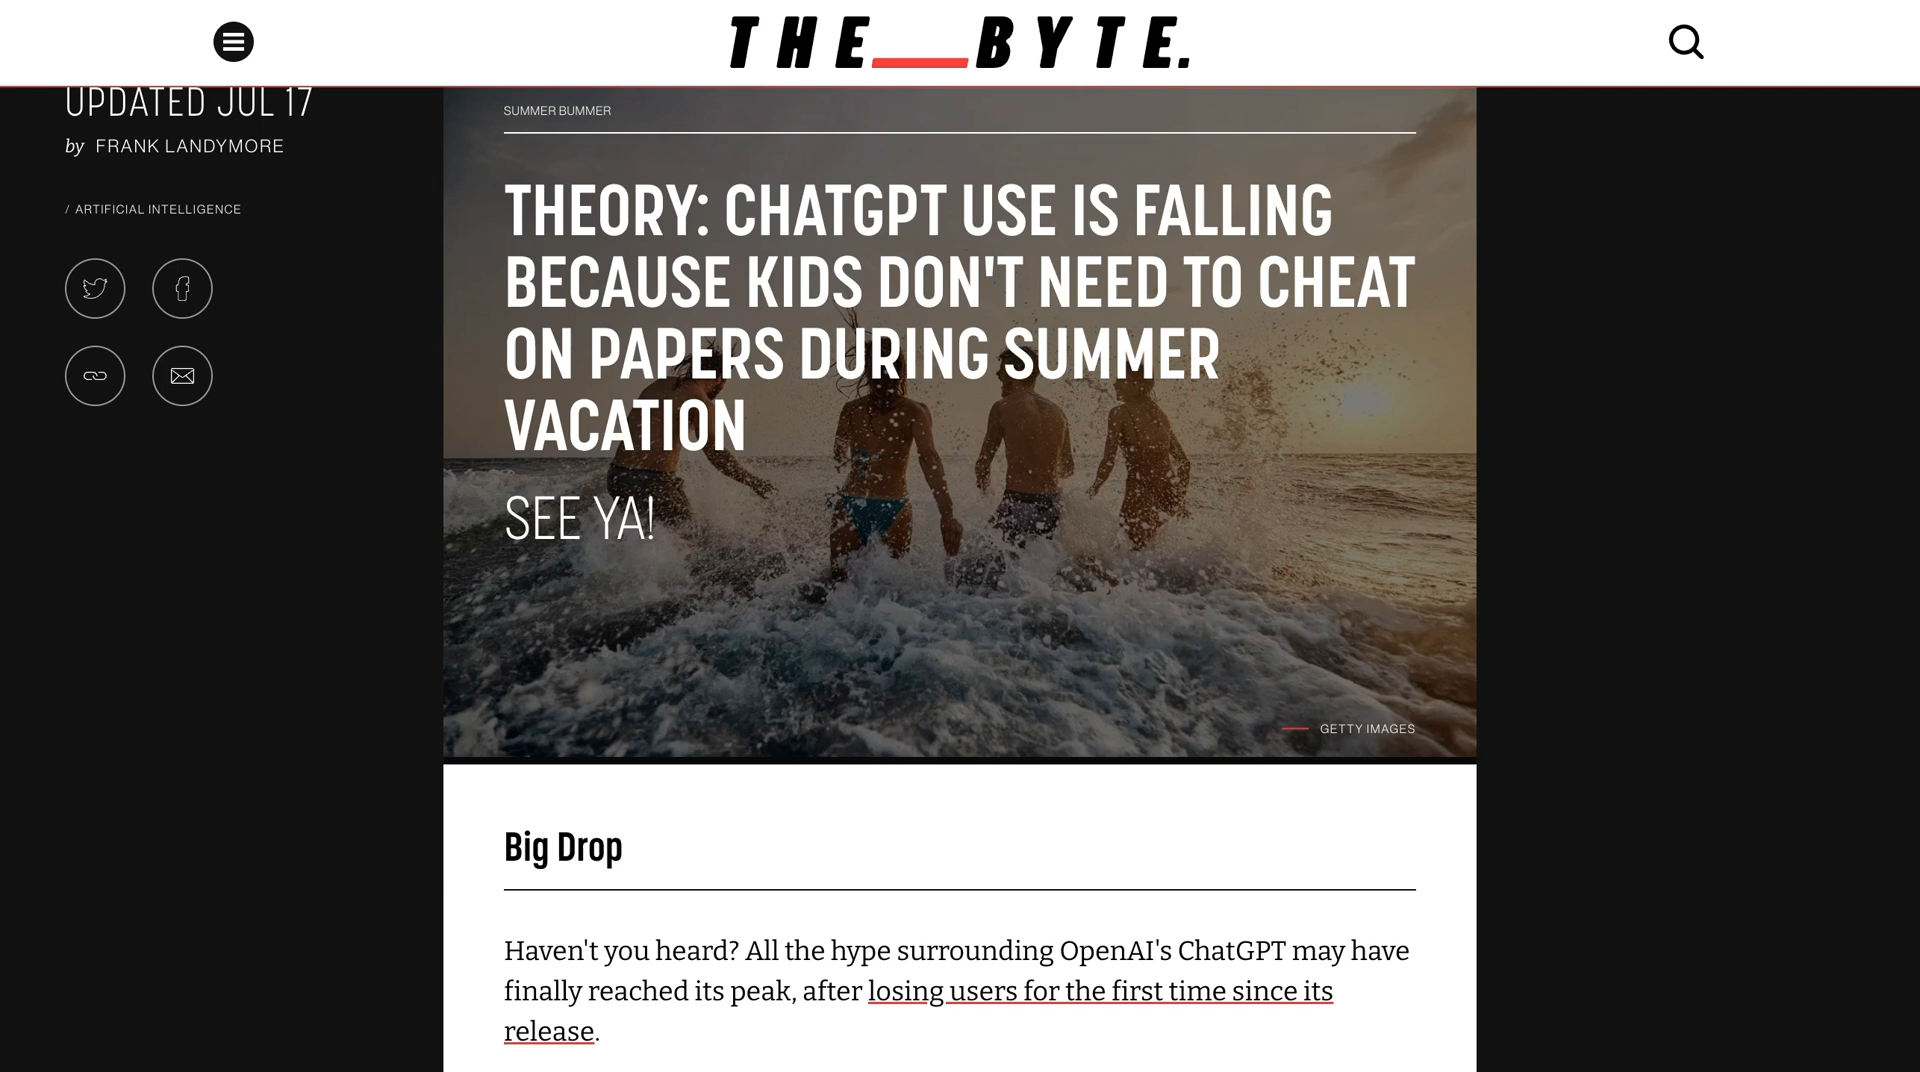 THE BYTE.
UPDATED JUL 17
by FRANK LANDYMORE
/ ARTIFICIAL INTELLIGENCE
SUMMER BUMMER
THEORY: CHATGPT USE IS FALLING
BECAUSE KIDS DON'T NEED TO CHEAT
ON PAPERS DURING SUMMER
VACATION
SEE YA!
GETTY IMAGES
Big Drop
Haven't you heard? All the hype surrounding OpenAI's ChatGPT may have
finally reached its peak, after losing users for the first time since its
release.